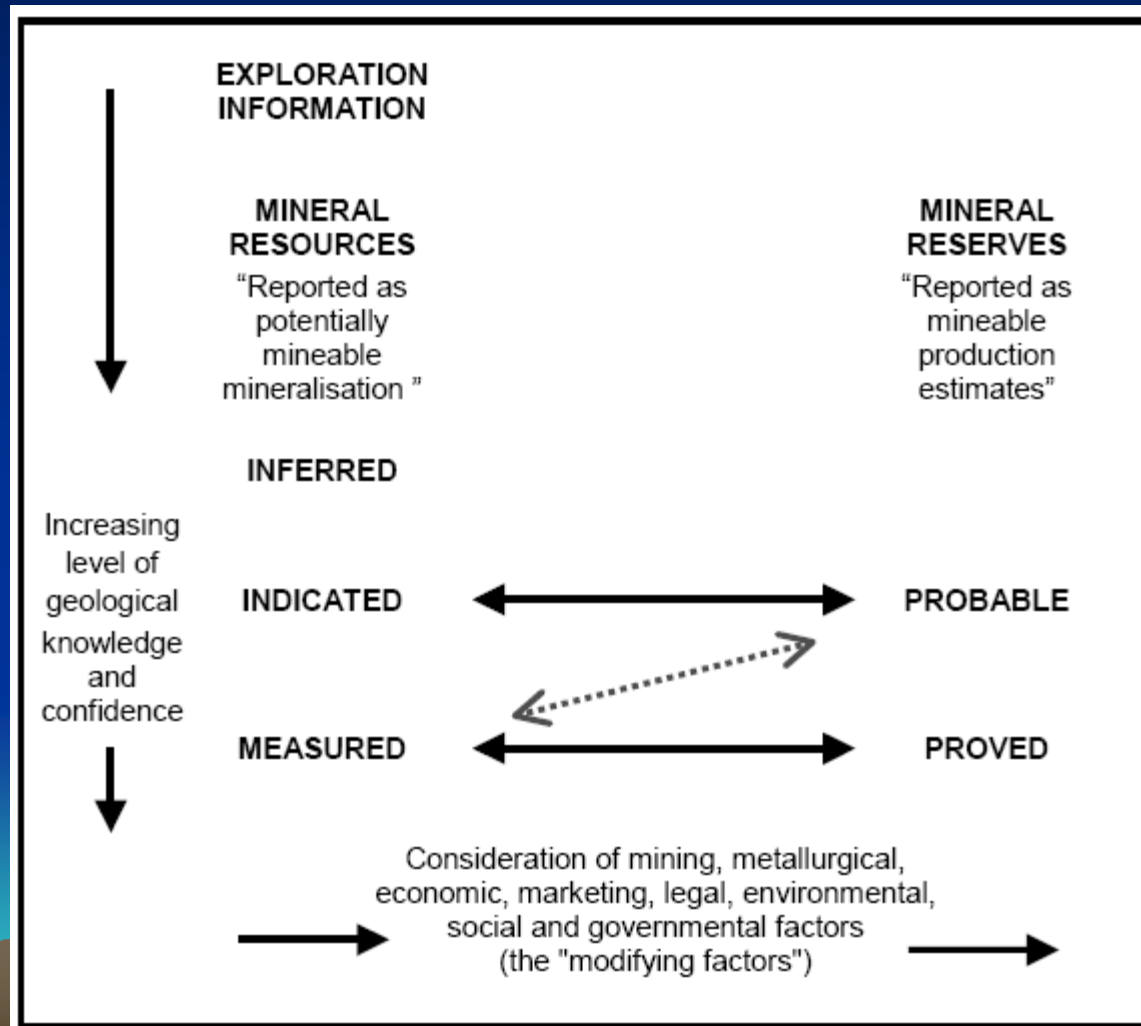 EXPLORATION
INFORMATION
MINERAL
RESOURCES
“Reported as
potentially
mineable
mineralisation ”
MINERAL
RESERVES
“Reported as
mineable
production
estimates”
INFERRED
Increasing
level of
geological
knowledge
and
confidence
INDICATED
PROBABLE
MEASURED
PROVED
Consideration of mining, metallurgical,
economic, marketing, legal, environmental,
social and governmental factors
(the "modifying factors")